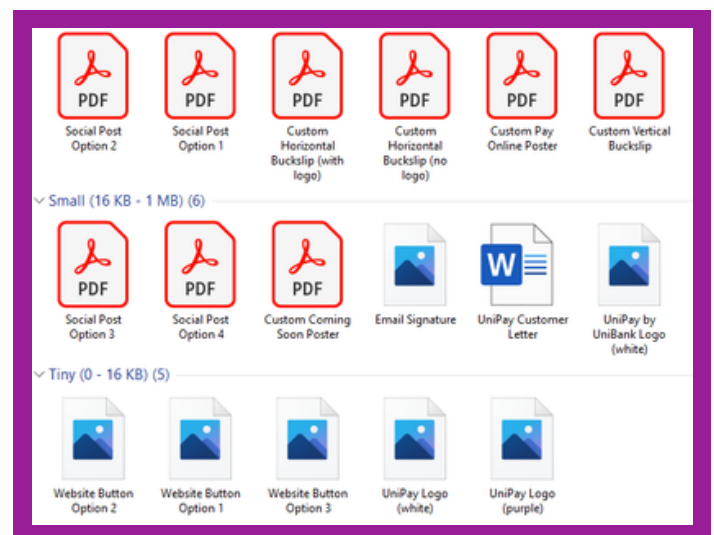 PDF PDF PDF PDF PDF PDF
Social Post Option 2
Social Post Option 1
Custom Horizontal Buckslip (with logo)
Custom Horizontal Buckslip (no logo)
Custom Pay Online Poster
Custom Vertical Buckslip
Small (16 KB - 1 MB) (6)
PDF PDF PDF W
Social Post Option 3
Social Post Option 4
Custom Coming Soon Poster
Email Signature
UniPay Customer Letter
UniPay by UniBank Logo (white)
Tiny (0 - 16 KB) (5)
Website Button Option 2
Website Button Option 1
Website Button Option 3
UniPay Logo (white)
UniPay Logo (purple)